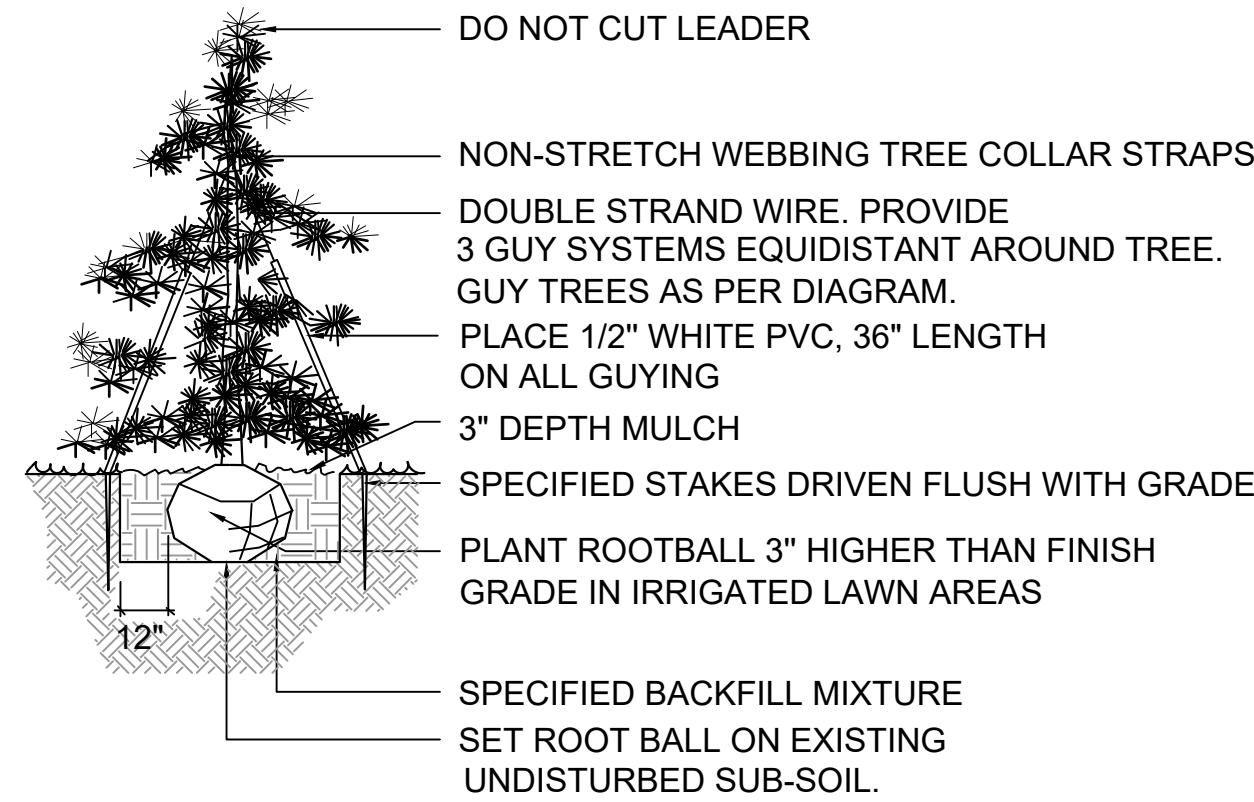 DO NOT CUT LEADER
NON-STRETCH WEBBING TREE COLLAR STRAPS
DOUBLE STRAND WIRE. PROVIDE
3 GUY SYSTEMS EQUIDISTANT AROUND TREE.
GUY TREES AS PER DIAGRAM.
PLACE 1/2" WHITE PVC, 36" LENGTH
ON ALL GUYING
3" DEPTH MULCH
SPECIFIED STAKES DRIVEN FLUSH WITH GRADE
PLANT ROOTBALL 3" HIGHER THAN FINISH
GRADE IN IRRIGATED LAWN AREAS
12"
SPECIFIED BACKFILL MIXTURE
SET ROOT BALL ON EXISTING
UNDISTURBED SUB-SOIL.